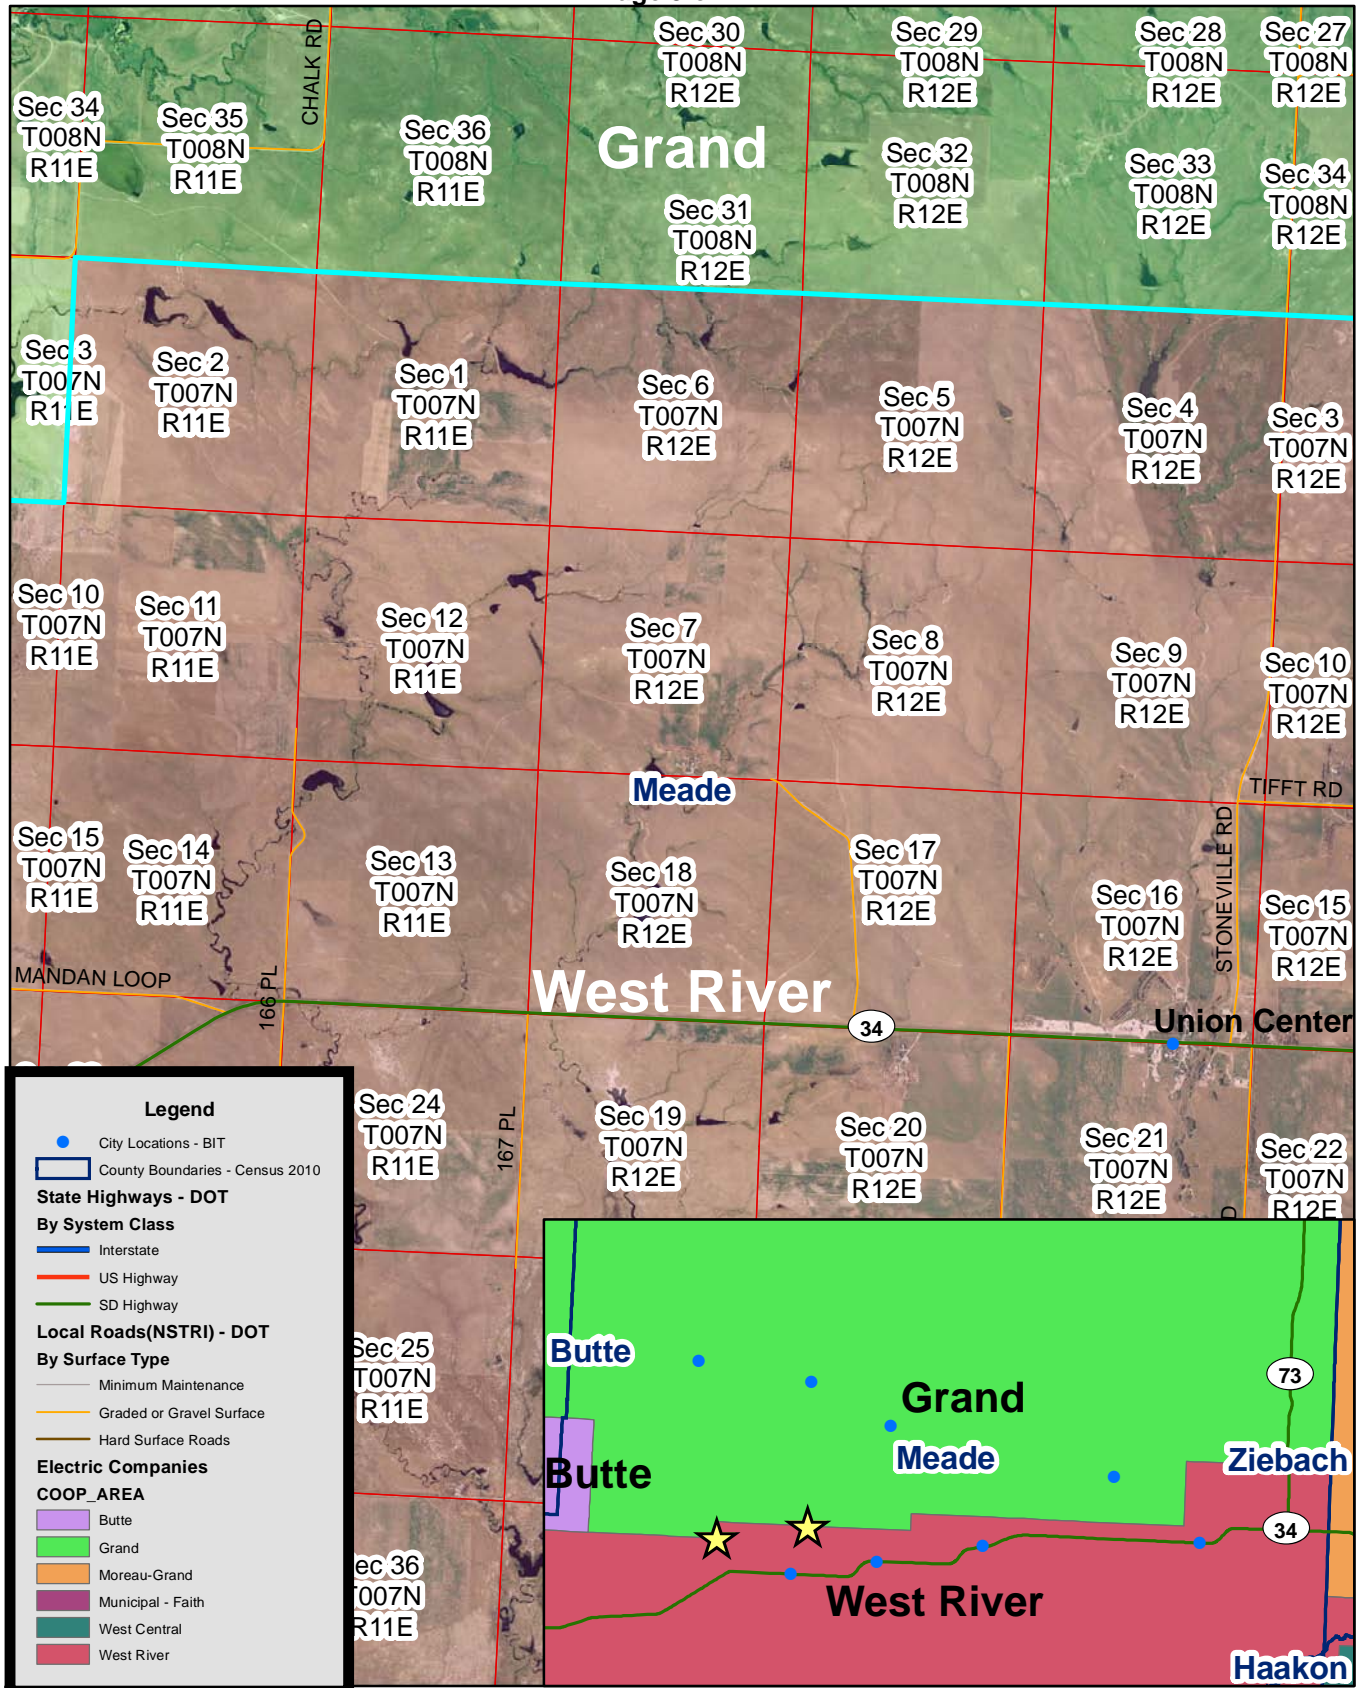 Sec 30
T008N
R12E
Sec 29
T008N
R12E
Sec 28
T008N
R12E
Sec 27
T008N
R12E
CHALK RD
Sec 34
T008N
R11E
Sec 35
T008N
R11E
Sec 36
T008N
R11E
Grand
Sec 31
T008N
R12E
Sec 32
T008N
R12E
Sec 33
T008N
R12E
Sec 34
T008N
R12E
Sec 3
T007N
R11E
Sec 2
T007N
R11E
Sec 1
T007N
R11E
Sec 6
T007N
R12E
Sec 5
T007N
R12E
Sec 4
T007N
R12E
Sec 3
T007N
R12E
Sec 10
T007N
R11E
Sec 11
T007N
R11E
Sec 12
T007N
R11E
Sec 7
T007N
R12E
Sec 8
T007N
R12E
Sec 9
T007N
R12E
Sec 10
T007N
R12E
Meade
TIFFT RD
STONEVILLE RD
Sec 15
T007N
R11E
Sec 14
T007N
R11E
Sec 13
T007N
R11E
Sec 18
T007N
R12E
Sec 17
T007N
R12E
Sec 16
T007N
R12E
Sec 15
T007N
R12E
MANDAN LOOP
166 PL
West River
34
Union Center
167 PL
Sec 24
T007N
R11E
Sec 19
T007N
R12E
Sec 20
T007N
R12E
Sec 21
T007N
R12E
Sec 22
T007N
R12E
Sec 25
T007N
R11E
ec 36
T007N
R11E
Legend
City Locations - BIT
County Boundaries - Census 2010
State Highways - DOT
By System Class
Interstate
US Highway
SD Highway
Local Roads(NSTRI) - DOT
By Surface Type
Minimum Maintenance
Graded or Gravel Surface
Hard Surface Roads
Electric Companies
COOP_AREA
Butte
Grand
Moreau-Grand
Municipal - Faith
West Central
West River
Butte
Grand
73
Meade
Ziebach
Butte
34
West River
Haakon